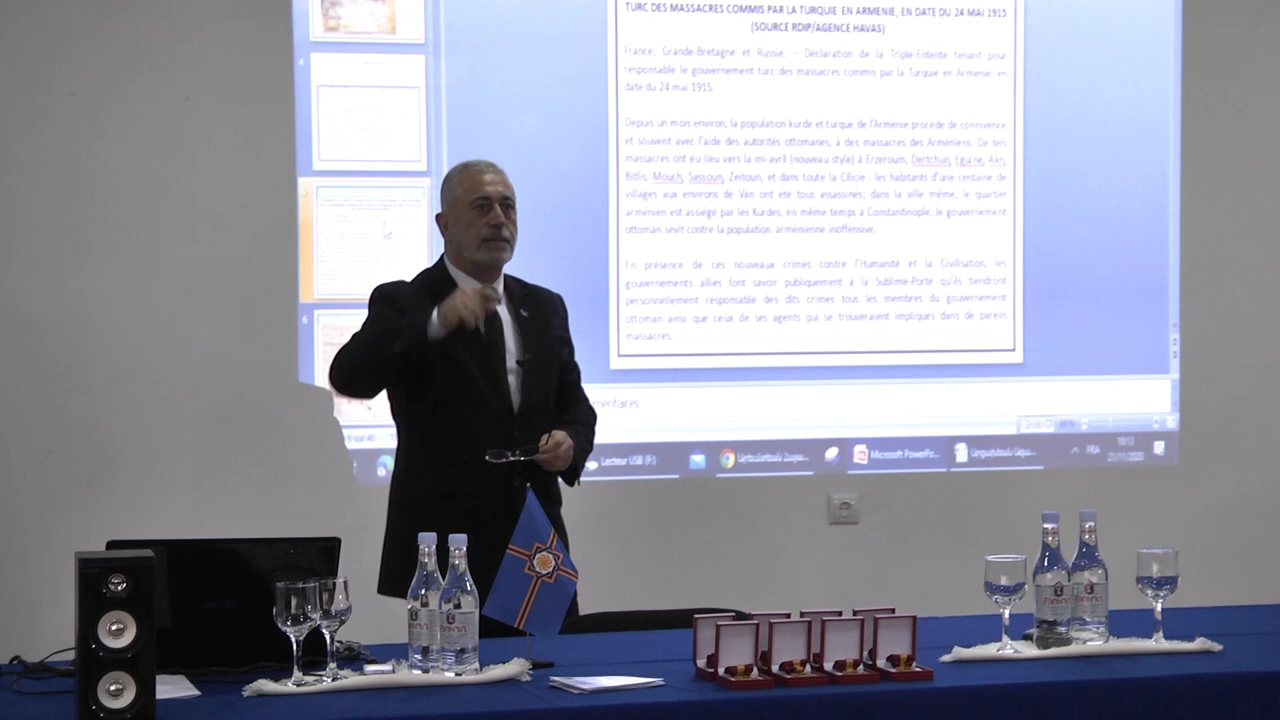 TURC DES MASSACRES COMMIS PAR LA TURQUIE EN ARMENIE, EN DATE DU 24 MAI 1915
(SOURCE RDIP/AGENCE HAVAS)
France, Grande-Bretagne et Russie. – Déclaration de la Triple-Entente tenant pour
responsable le gouvernement turc des massacres commis par la Turquie en Armenie, en
date du 24 mai 1915.
Depuis un mois environ, la population kurde et turque de l'Arménie procède de connivence
et souvent avec l'aide des autorités ottomanes, à des massacres des Arméniens. De tels
massacres ont eu lieu vers la mi-avril (nouveau style) à Erzeroum, Dertchun, Eguine, Akn,
Bitlis, Mouch, Sassoun, Zeitoun, et dans toute la Cilicie : les habitants d'une centaine de
villages aux environs de Van ont été tous assassinés; dans la ville même, le quartier
arménien est assiégé par les Kurdes, en même temps à Constantinople, le gouvernement
ottoman sévit contre la population arménienne inoffensive.
En présence de ces nouveaux crimes contre l'Humanité et la Civilisation, les
gouvernements alliés font savoir publiquement à la Sublime-Porte qu'ils tiendront
personnellement responsable des dits crimes tous les membres du gouvernement
ottoman ainsi que ceux de ses agents qui se trouveraient impliqués dans de pareils
massacres.
mentaires
5 sur 40
Lecteur USB (F:)
Microsoft PowerPo...
FRA
10:13
21/11/2020